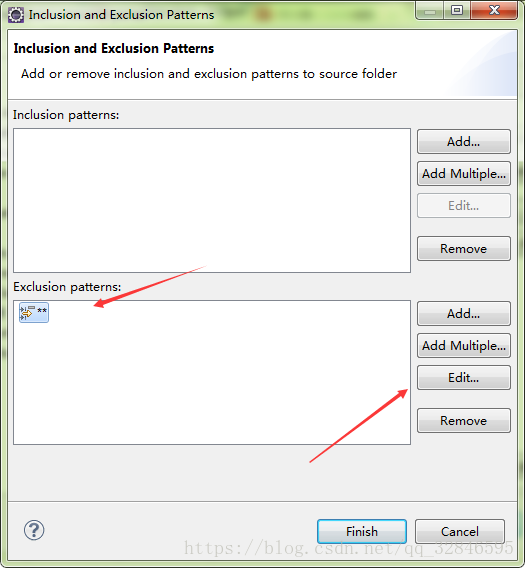 Inclusion and Exclusion Patterns
Inclusion and Exclusion Patterns
Add or remove inclusion and exclusion patterns to source folder
Inclusion patterns:
Add...
Add Multiple...
Edit...
Remove
Exclusion patterns:
**
Add...
Add Multiple...
Edit...
Remove
?
Finish
Cancel
https://blog.csdn.net/qq_32846595